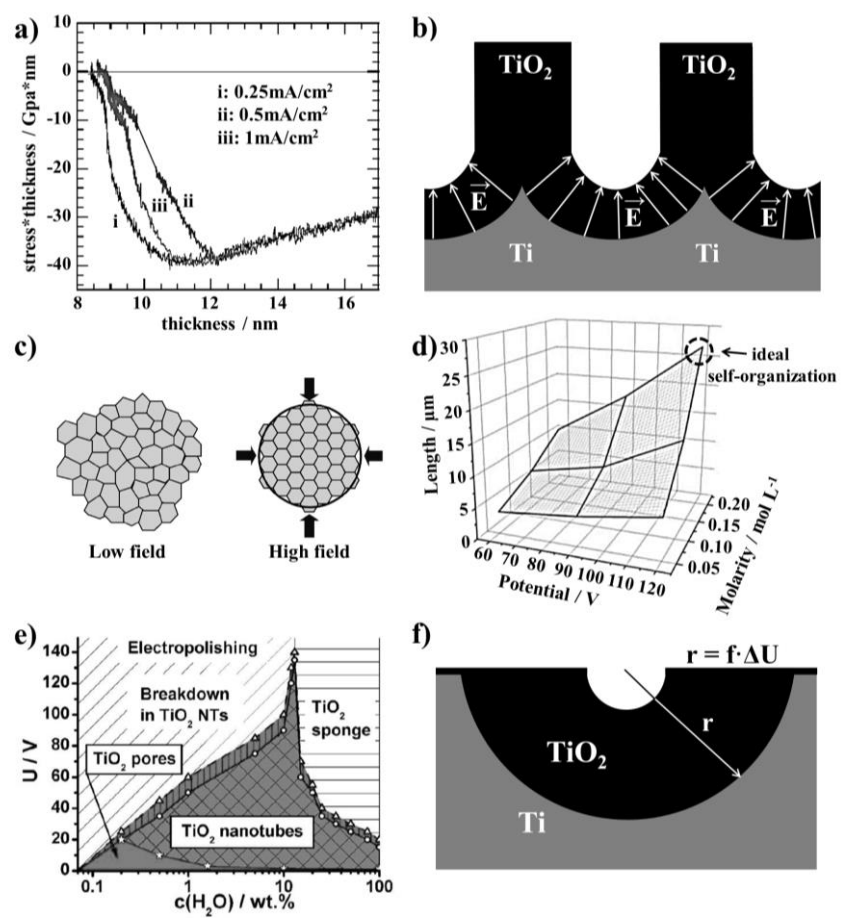 a)
stress*thickness / Gpa*nm
10
0
-10
-20
-30
-40
i: 0.25mA/cm²
ii: 0.5mA/cm²
iii: 1mA/cm²
i
iii
ii
8
10
12
14
16
thickness / nm
b)
TiO₂
TiO₂
E
E
E
Ti
Ti
c)
Low field
High field
d)
ideal
self-organization
Length / µm
30
25
20
15
10
5
0
60
70
80
90
100
110
120
Potential / V
0.20
0.15
0.10
0.05
Molarity / mol L⁻¹
e)
U / V
140
120
100
80
60
40
20
0
Electropolishing
Breakdown
in TiO₂ NTs
TiO₂
sponge
TiO₂ pores
TiO₂ nanotubes
0.1
1
10
100
c(H₂O) / wt.%
f)
r = f·ΔU
r
TiO₂
Ti